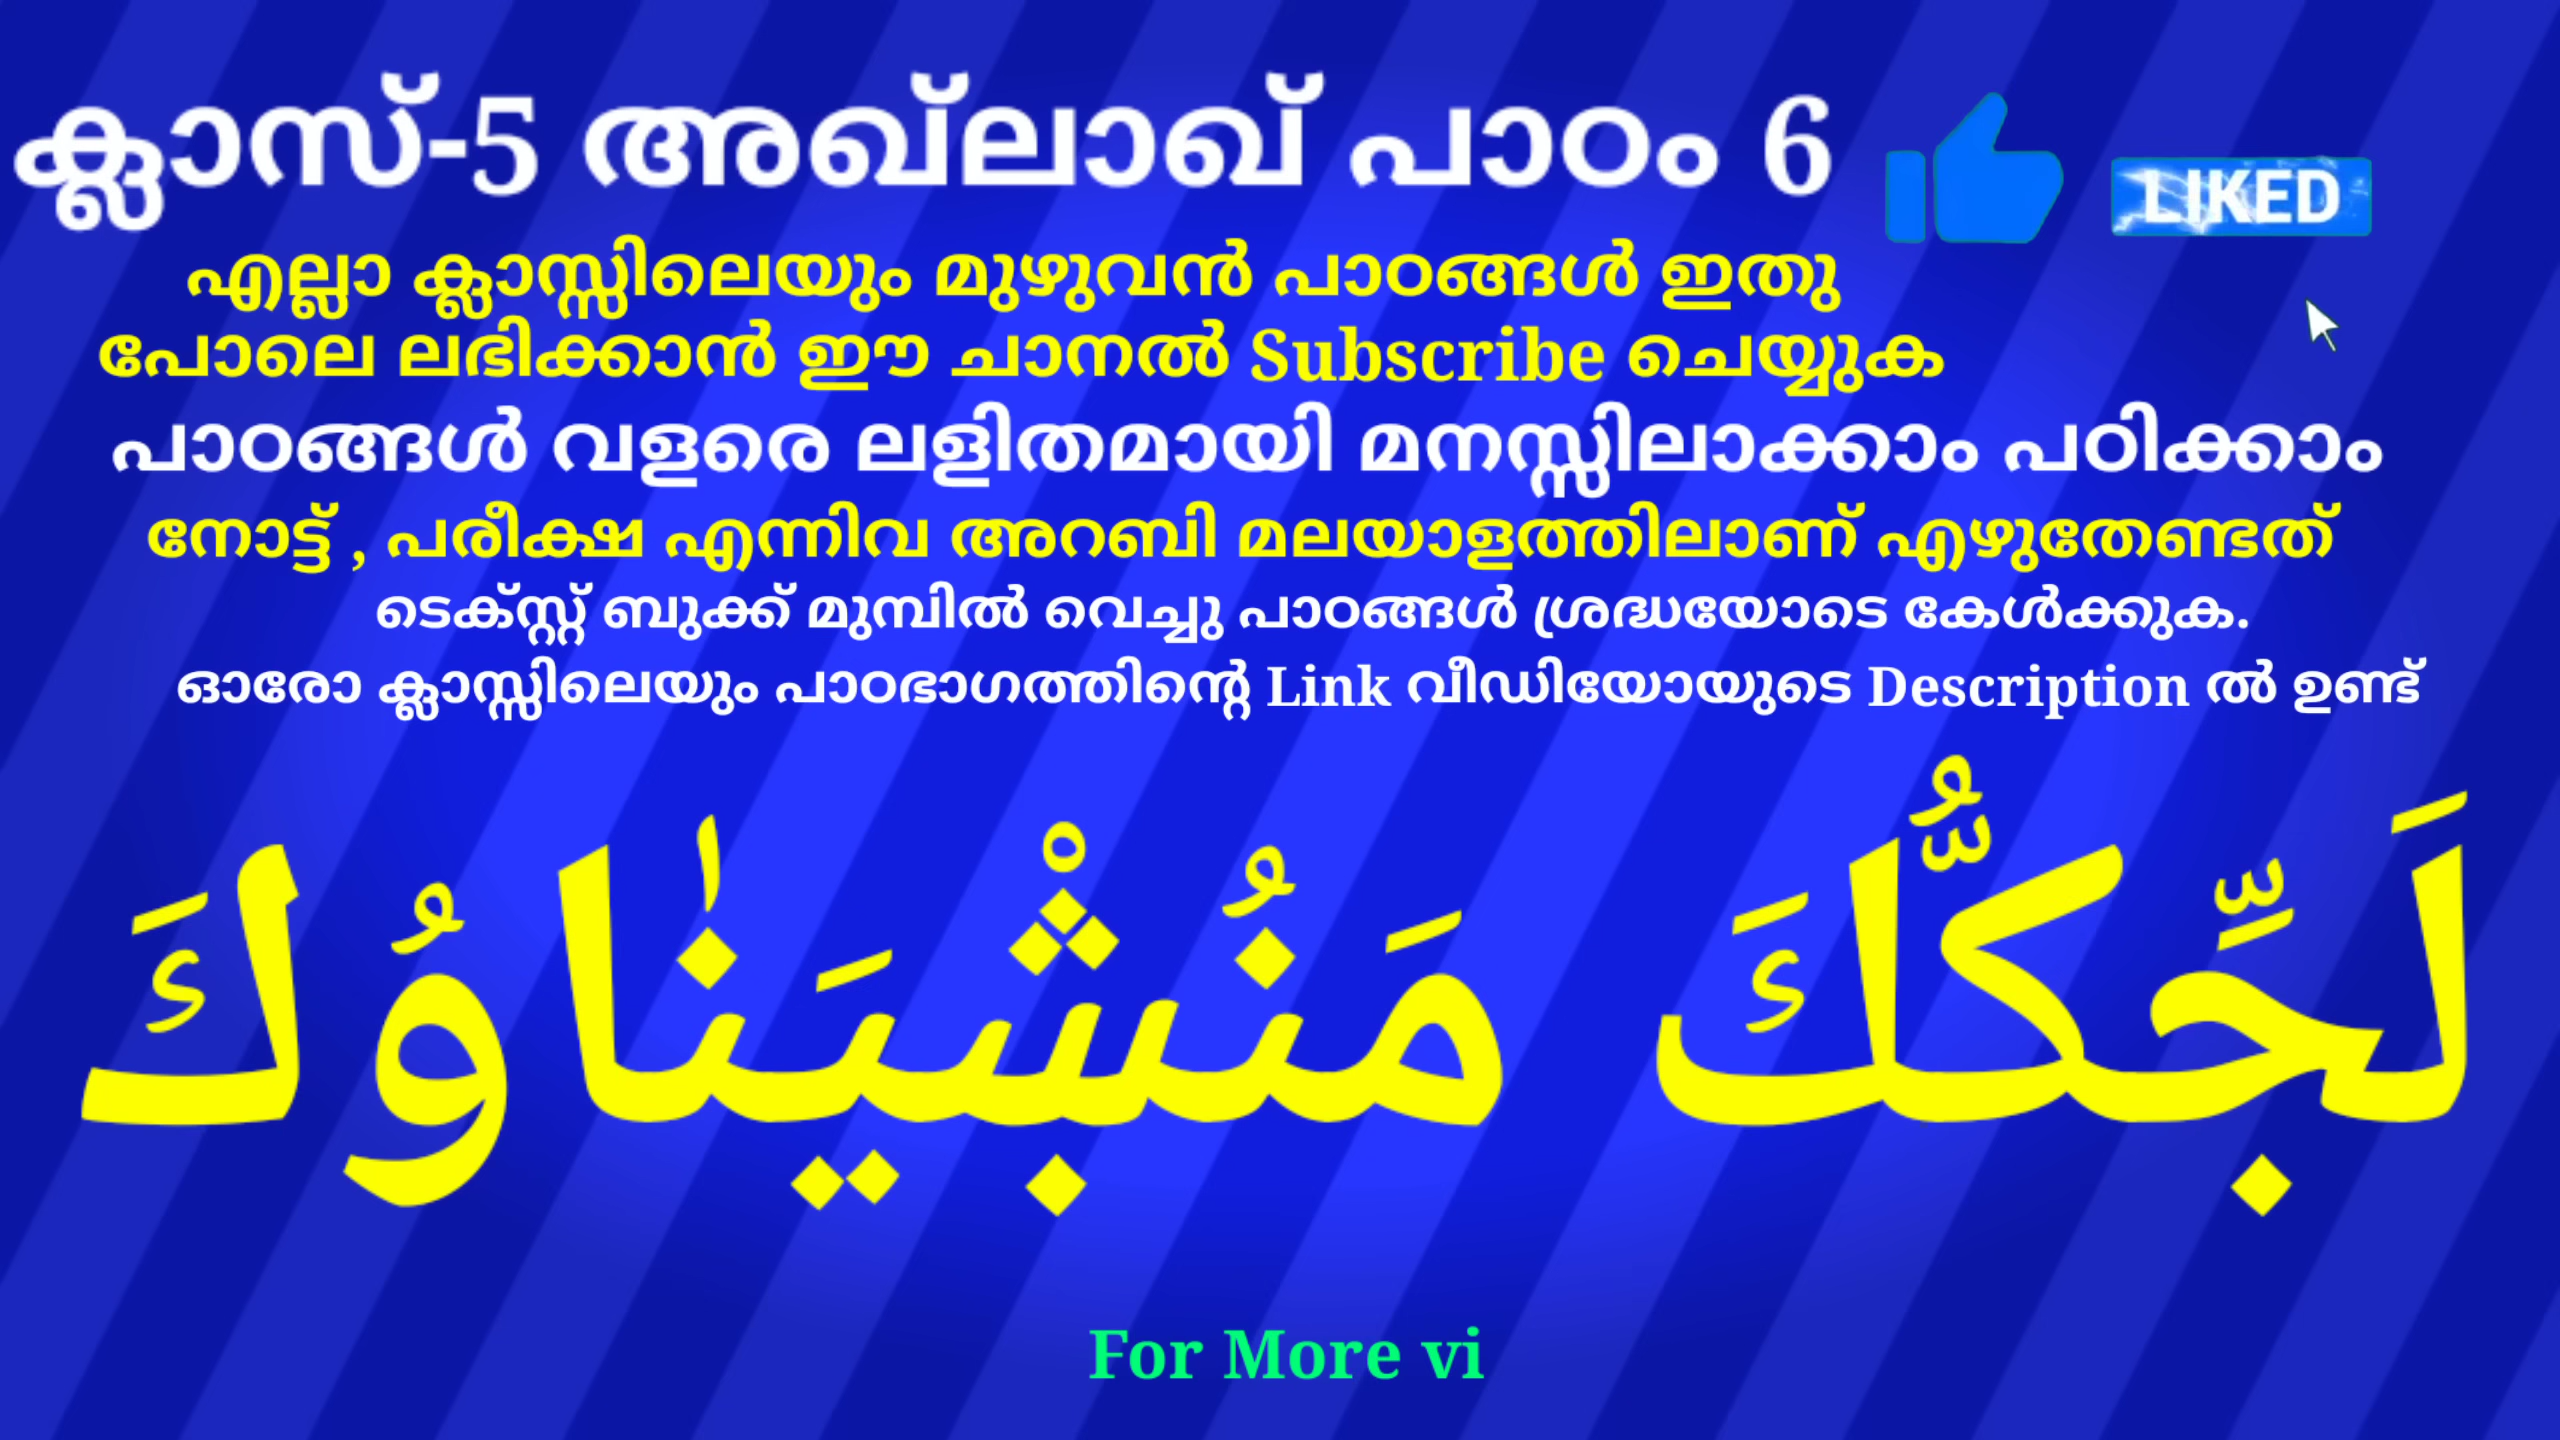 ക്ലാസ്-5 അഖ്ലാഖ് പാഠം 6
LIKED
എല്ലാ ക്ലാസ്സിലെയും മുഴുവൻ പാഠങ്ങൾ ഇതു
പോലെ ലഭിക്കാൻ ഈ ചാനൽ Subscribe ചെയ്യുക
പാഠങ്ങൾ വളരെ ലളിതമായി മനസ്സിലാക്കാം പഠിക്കാം
നോട്ട് , പരീക്ഷ എന്നിവ അറബി മലയാളത്തിലാണ് എഴുതേണ്ടത്
ടെക്സ്റ്റ് ബുക്ക് മുമ്പിൽ വെച്ചു പാഠങ്ങൾ ശ്രദ്ധയോടെ കേൾക്കുക.
ഓരോ ക്ലാസ്സിലെയും പാഠഭാഗത്തിന്റെ Link വീഡിയോയുടെ Description ൽ ഉണ്ട്
لَجِّكُّكَ مَنُشْبِيَنٰاوُكَ
For More vi